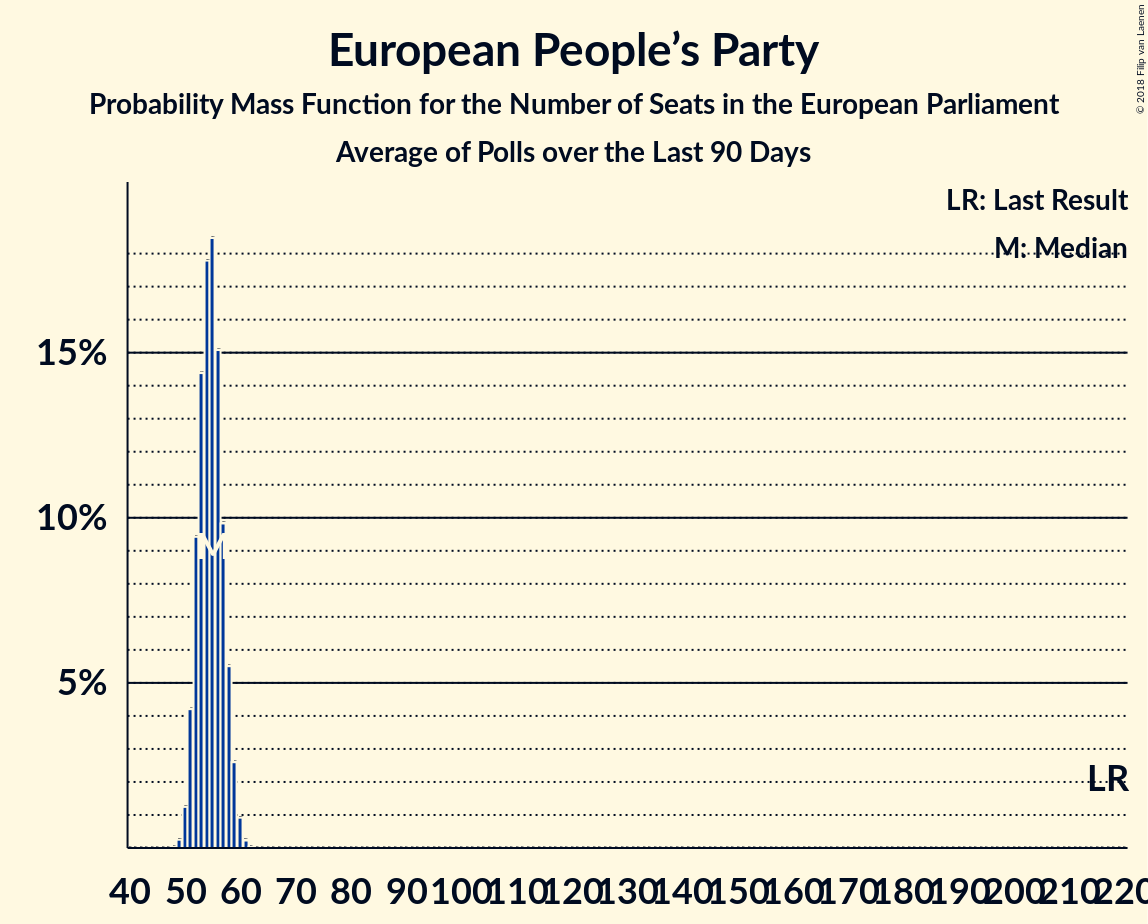 European People’s Party
Probability Mass Function for the Number of Seats in the European Parliament
Average of Polls over the Last 90 Days
© 2018 Filip van Laenen
LR: Last Result
M: Median
15%
10%
5%
M
LR
40 50 60 70 80 90 100 110 120 130 140 150 160 170 180 190 200 210 220